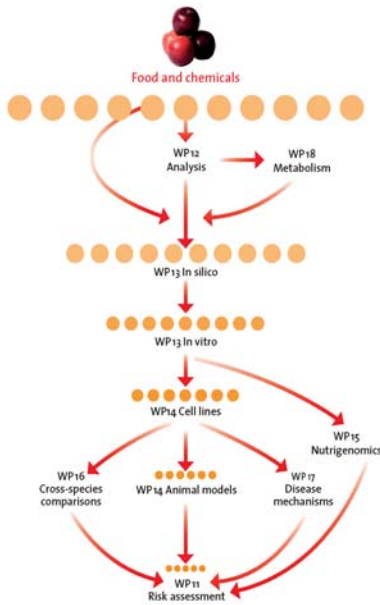 Food and chemicals
WP12
Analysis
WP18
Metabolism
WP13 In silico
WP13 In vitro
WP14 Cell lines
WP15
Nutrigenomics
WP16
Cross-species
comparisons
WP14 Animal models
WP17
Disease
mechanisms
WP11
Risk assessment